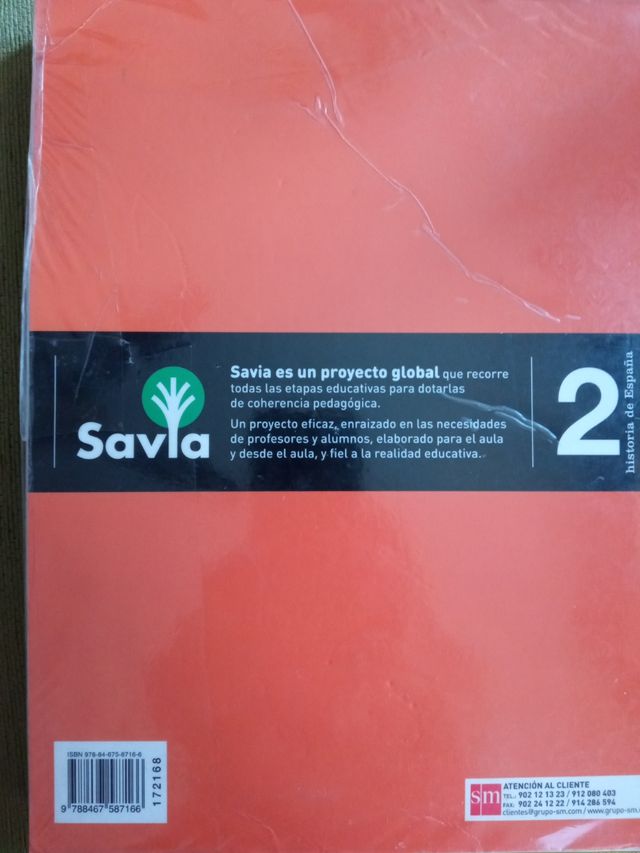 Savia
Savia es un proyecto global que recorre
todas las etapas educativas para dotarlas
de coherencia pedagógica.
Un proyecto eficaz, enraizado en las necesidades
de profesores y alumnos, elaborado para el aula
y desde el aula, y fiel a la realidad educativa.
2
historia de España
ISBN 978-84-675-8716-6
9 788467 587166
172168
sm
ATENCIÓN AL CLIENTE
TEL.: 902 12 13 23 / 912 080 403
FAX: 902 24 12 22 / 914 286 594
clientes@grupo-sm.com / www.grupo-sm.